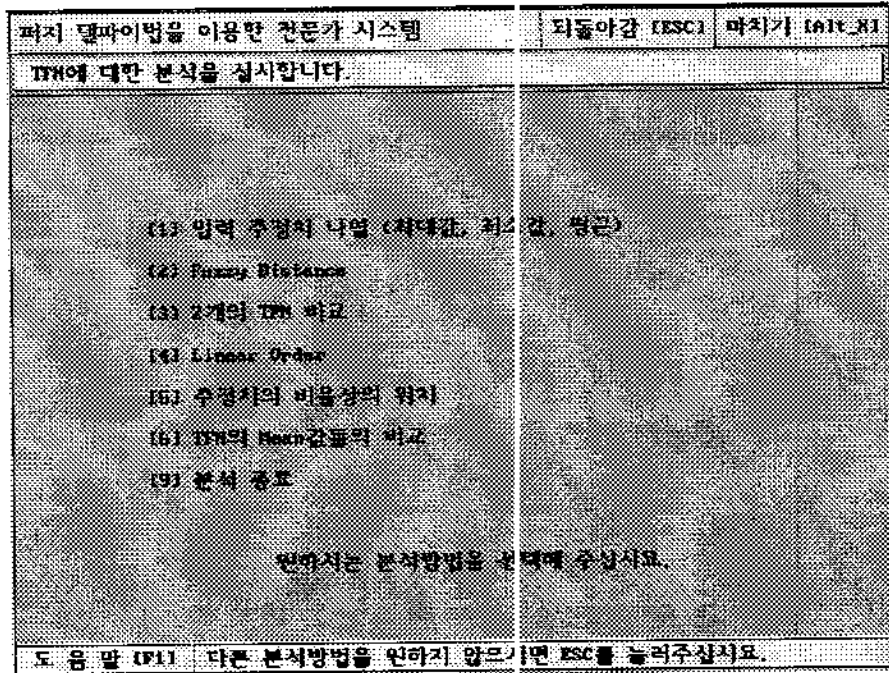 퍼지 델파이법을 이용한 전문가 시스템 되돌아감 [ESC] 마치기 [Alt_X]
TFN에 대한 분석을 실시합니다.
[1] 입력 추정치 나열 (최대값, 최소값, 평균)
[2] Fuzzy Distance
[3] 2개의 TFN 비교
[4] Linear Order
[5] 추정치의 비율상의 위치
[6] TFN의 Mean값들의 비교
[9] 분석 종료
원하시는 분석방법을 선택해 주십시요.
도 움 말 [F1] 다른 분석방법을 원하지 않으시면 ESC를 눌러주십시요.